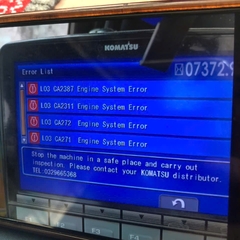 KOMATSU
Error List
07372.9
L03 CA2387 Engine System Error
L03 CA2311 Engine System Error
L03 CA272 Engine System Error
L03 CA271 Engine System Error
Stop the machine in a safe place and carry out
inspection. Please contact your KOMATSU distributor.
TEL.0329665368